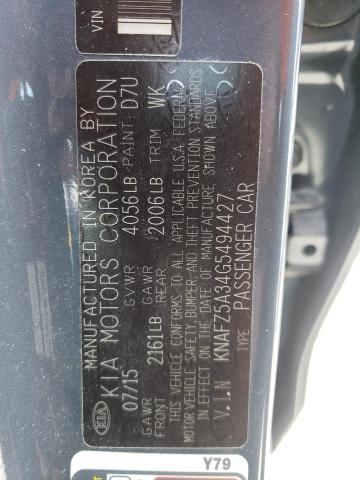 VIN
MANUFACTURED IN KOREA BY
KIA MOTORS CORPORATION
07/15 GVWR 4056LB PAINT: D7U
GAWR FRONT 2161LB GAWR REAR 2006LB TRIM WK
THIS VEHICLE CONFORMS TO ALL APPLICABLE U.S.A. FEDERAL
MOTOR VEHICLE SAFETY, BUMPER, AND THEFT PREVENTION STANDARDS
IN EFFECT ON THE DATE OF MANUFACTURE SHOWN ABOVE
V.I.N KNAFZ5A34G5494427
TYPE: PASSENGER CAR
KIA
Y79